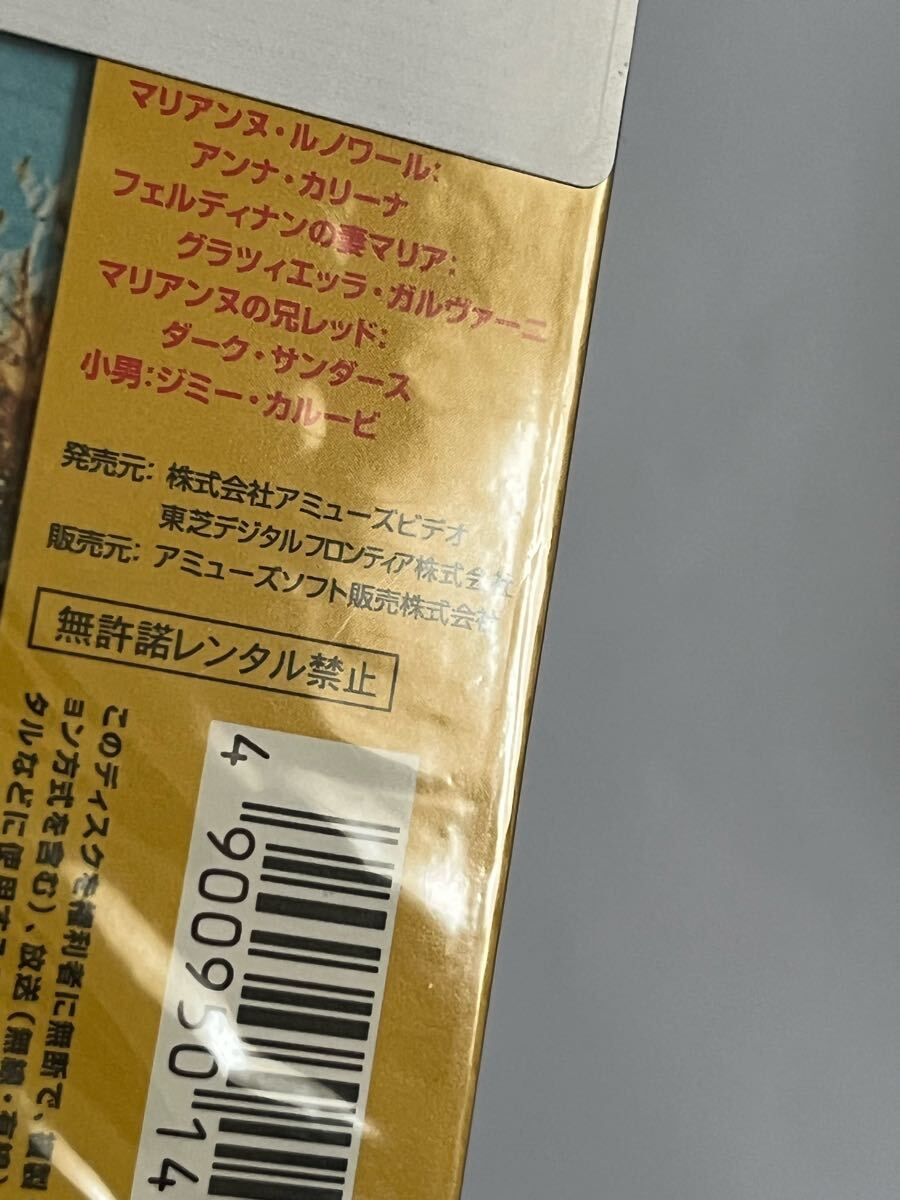 マリアンヌ・ルノワール:
アンナ・カリーナ
フェルディナンの妻マリア:
グラツィエッラ・ガルヴァーニ
マリアンヌの兄レッド:
ダーク・サンダース
小男:ジミー・カルービ
発売元: 株式会社アミューズビデオ
東芝デジタルフロンティア株式会社
販売元: アミューズソフト販売株式会社
無許諾レンタル禁止
このディスクを権利者に無断で、複製
ョン方式を含む)、放送(無線・有線)
タルなどに使用する
4 900950 14